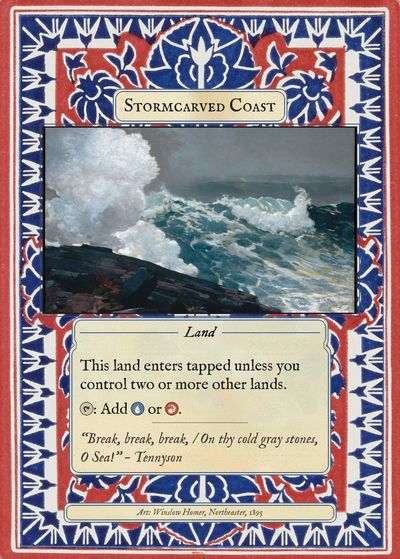 Stormcarved Coast
Land
This land enters tapped unless you
control two or more other lands.
: Add or .
“Break, break, break, / On thy cold gray stones,
O Sea!” - Tennyson
Art: Winslow Homer, Northeaster, 1895